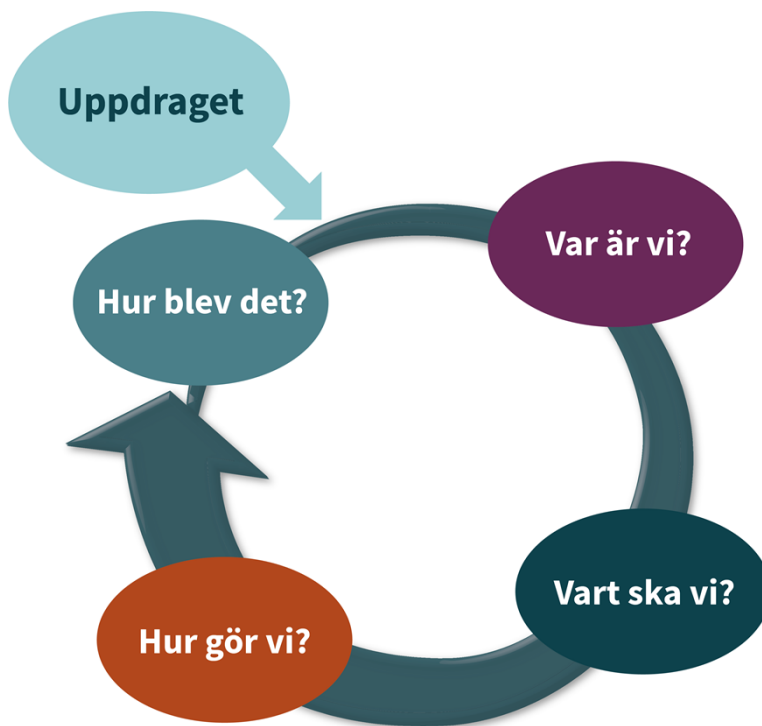 Uppdraget
Var är vi?
Vart ska vi?
Hur gör vi?
Hur blev det?